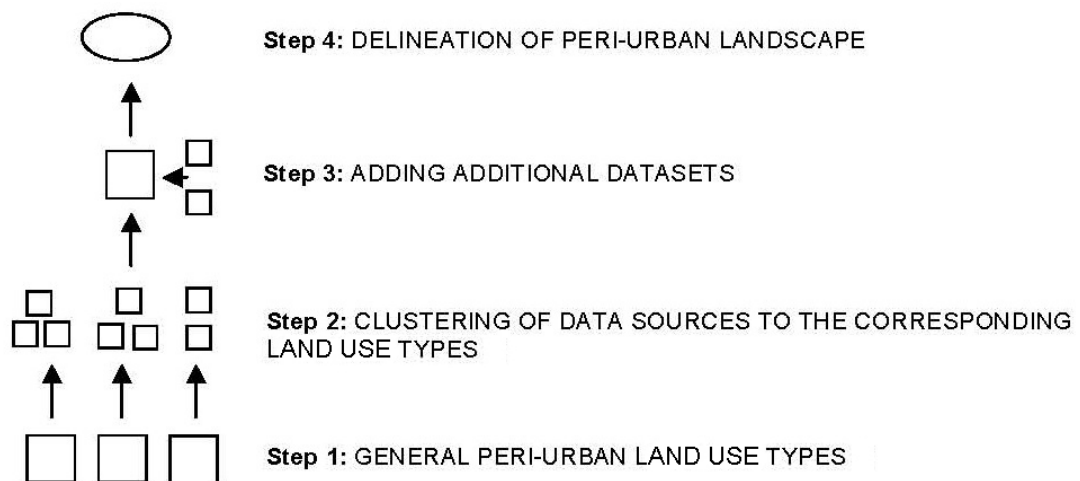 Step 4: DELINEATION OF PERI-URBAN LANDSCAPE
Step 3: ADDING ADDITIONAL DATASETS
Step 2: CLUSTERING OF DATA SOURCES TO THE CORRESPONDING
LAND USE TYPES
Step 1: GENERAL PERI-URBAN LAND USE TYPES